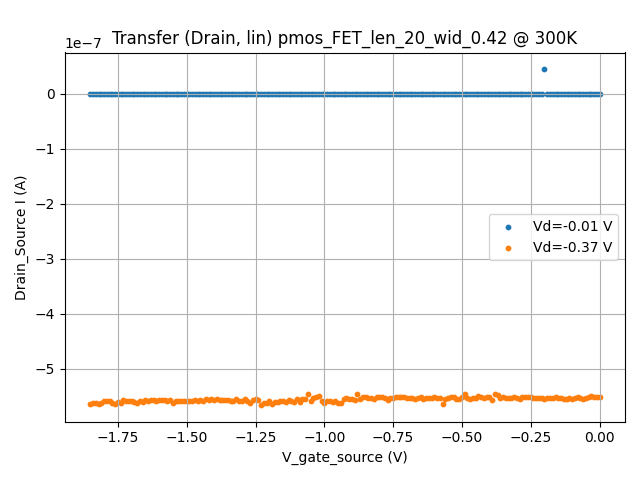 Transfer (Drain, lin) pmos_FET_len_20_wid_0.42 @ 300K
1e−7
0
−1
−2
−3
−4
−5
Drain_Source I (A)
Vd=-0.01 V
Vd=-0.37 V
−1.75
−1.50
−1.25
−1.00
−0.75
−0.50
−0.25
0.00
V_gate_source (V)